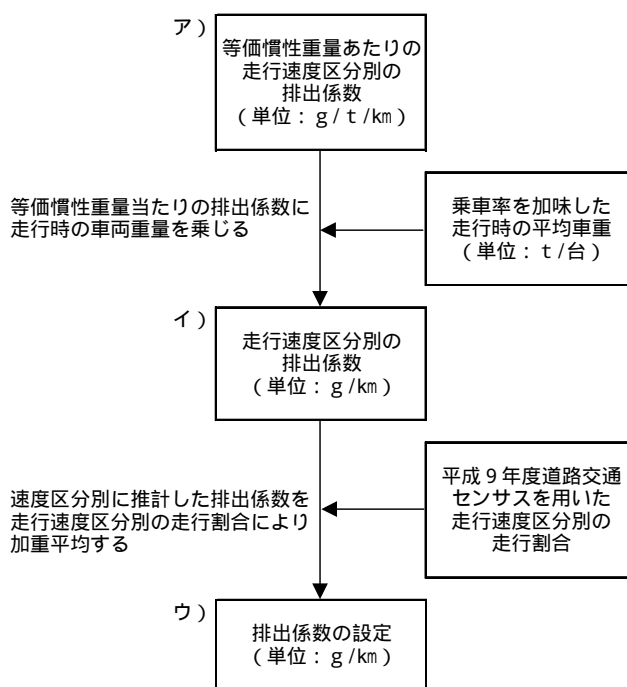 ア）
等価慣性重量あたりの
走行速度区分別の
排出係数
（単位：g/t/km）
等価慣性重量当たりの排出係数に
走行時の車両重量を乗じる
乗車率を加味した
走行時の平均車重
（単位：t/台）
イ）
走行速度区分別の
排出係数
（単位：g/km）
速度区分別に推計した排出係数を
走行速度区分別の走行割合により
加重平均する
平成９年度道路交通
センサスを用いた
走行速度区分別の
走行割合
ウ）
排出係数の設定
（単位：g/km）